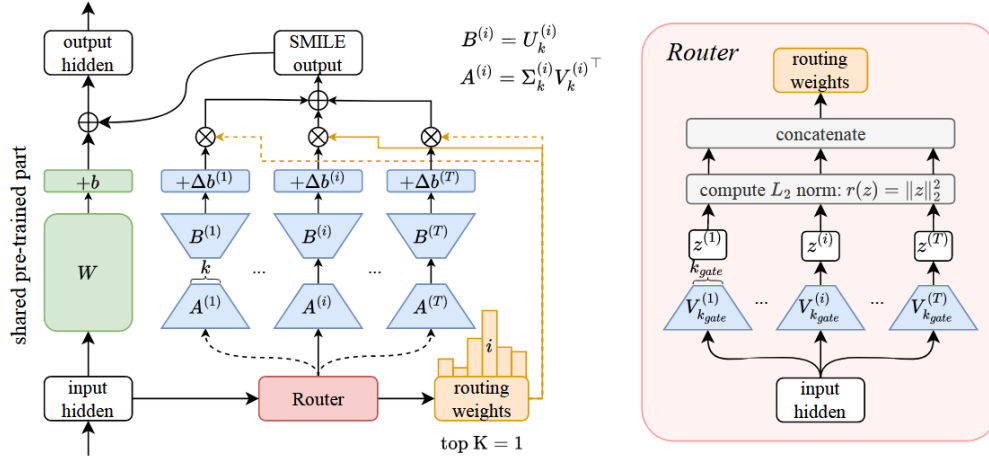 output
hidden
SMILE
output
B^{(i)} = U_k^{(i)}
A^{(i)} = Σ_k^{(i)} V_k^{(i)⊤}
shared pre-trained part
+b
+Δb^{(1)}
+Δb^{(i)}
+Δb^{(T)}
W
B^{(1)}
B^{(i)}
B^{(T)}
k
...
...
A^{(1)}
A^{(i)}
A^{(T)}
i
input
hidden
Router
routing
weights
top K = 1
Router
routing
weights
concatenate
compute L_2 norm: r(z) = ‖z‖_2^2
z^{(1)}
z^{(i)}
z^{(T)}
k_{gate}
V_{k_{gate}}^{(1)}
...
V_{k_{gate}}^{(i)}
...
V_{k_{gate}}^{(T)}
input
hidden